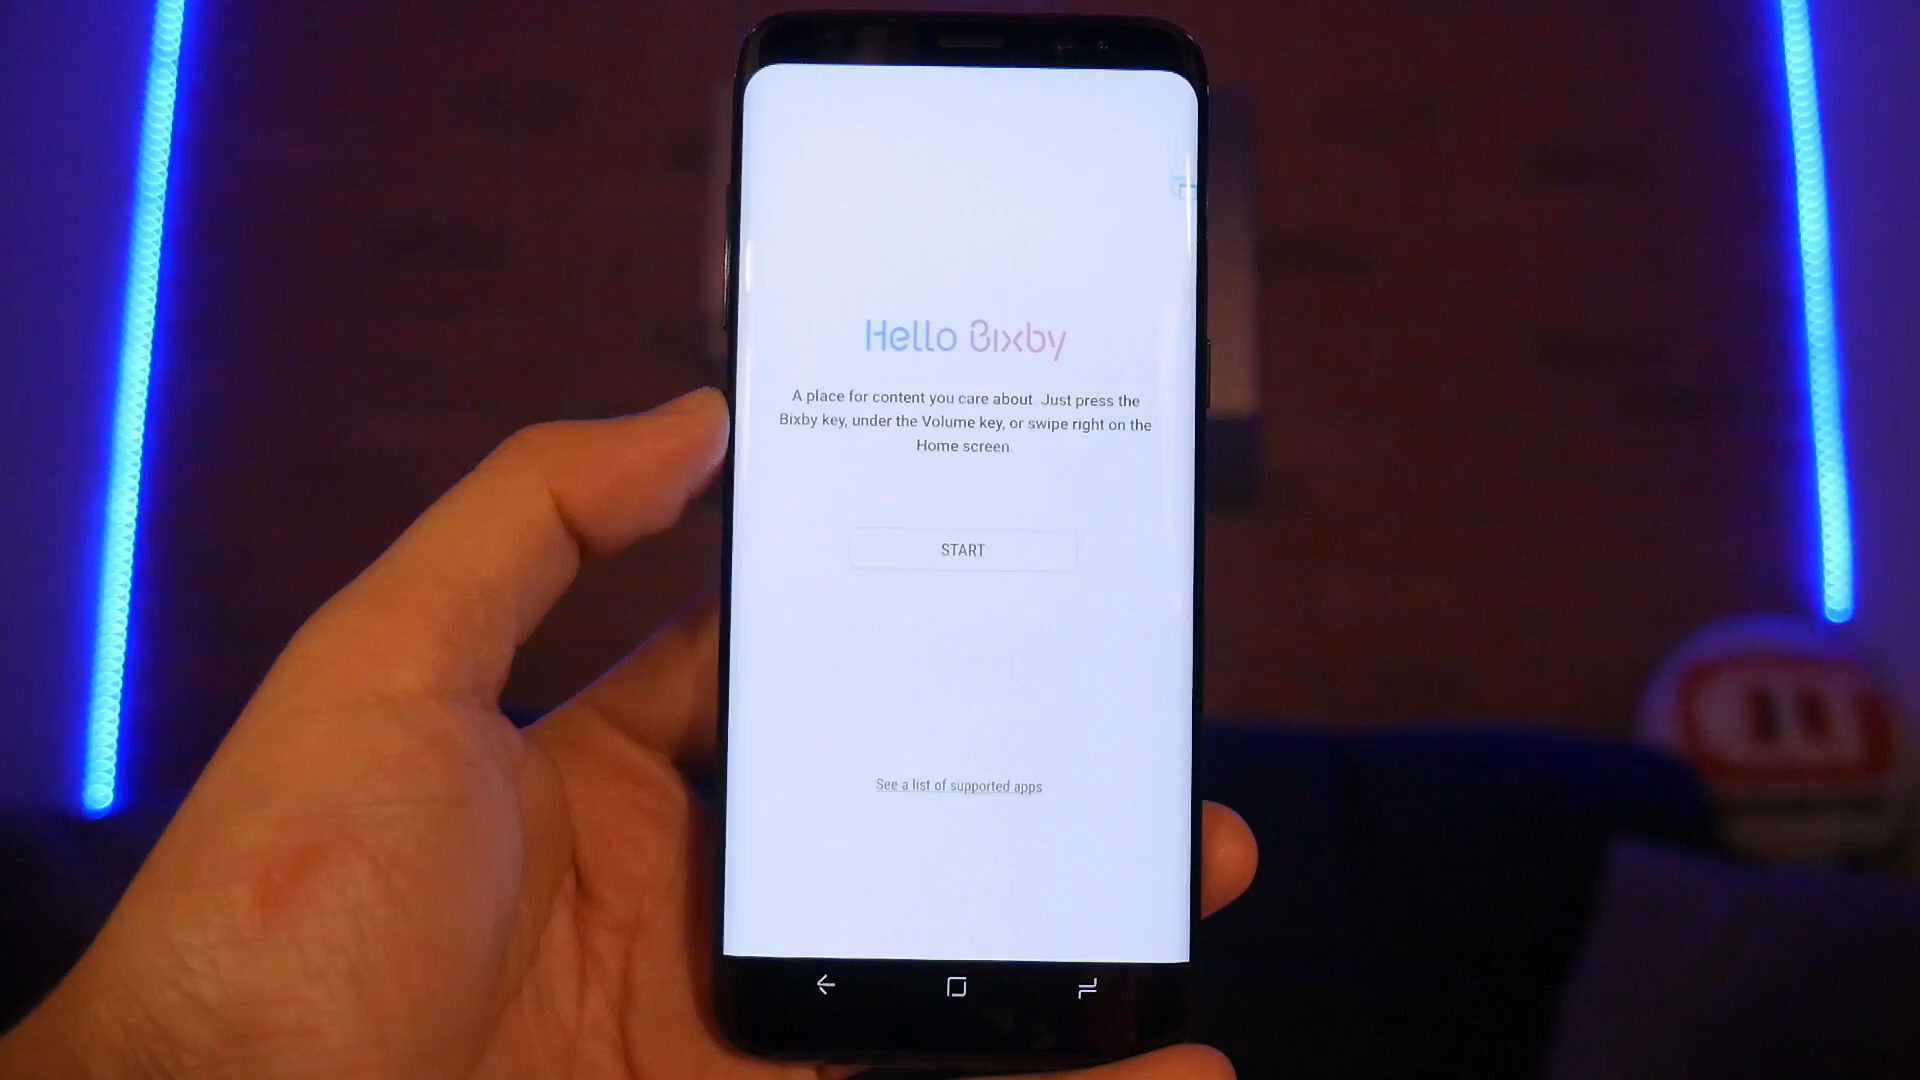 Hello Bixby
A place for content you care about. Just press the
Bixby key, under the Volume key, or swipe right on the
Home screen.
START
See a list of supported apps